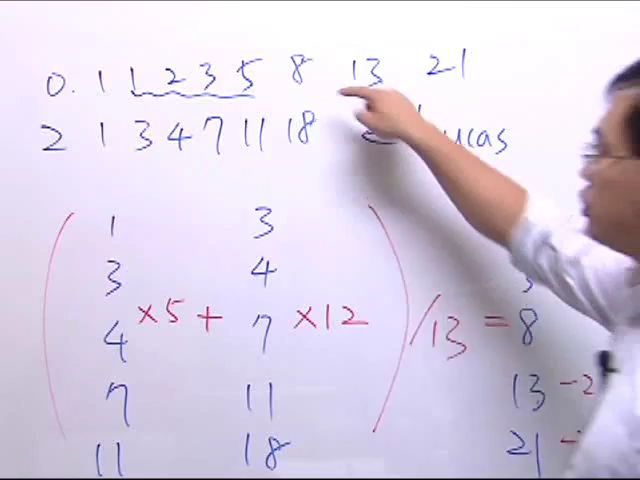 0. 1 1 2 3 5 8 13 21
2 1 3 4 7 11 18 ucas
1 3
3 4
×5 + ×12 /13 =
4 7 8
7 11 13 -2
11 18 21 -